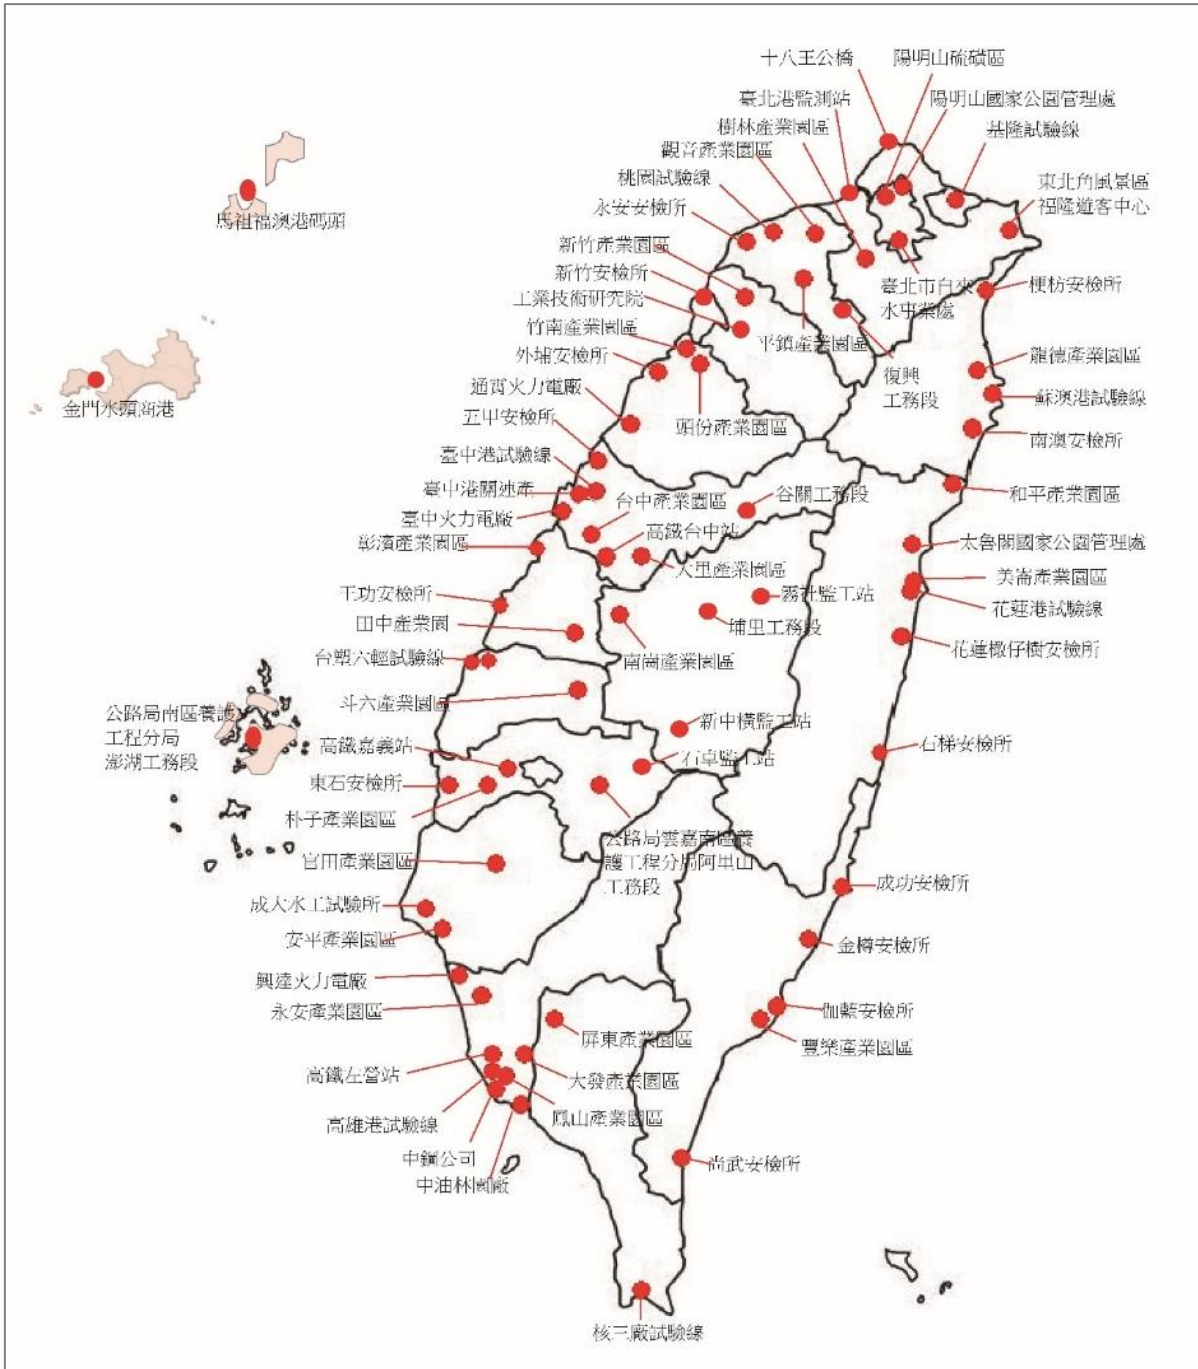 十八王公橋
陽明山硫磺區
臺北港監測站
陽明山國家公園管理處
樹林產業園區
基隆試驗線
觀音產業園區
桃園試驗線
東北角風景區
福隆遊客中心
永安安檢所
馬祖福澳港碼頭
新竹產業園區
新竹安檢所
臺北市自來
水事業處
梗枋安檢所
工業技術研究院
竹南產業園區
平鎮產業園區
外埔安檢所
龍德產業園區
復興
工務段
通霄火力電廠
蘇澳港試驗線
金門水頭商港
五甲安檢所
頭份產業園區
南澳安檢所
臺中港試驗線
臺中港關連產
台中產業園區
谷關工務段
和平產業園區
臺中火力電廠
高鐵台中站
彰濱產業園區
太魯閣國家公園管理處
大里產業園區
美崙產業園區
王功安檢所
霧社監工站
花蓮港試驗線
田中產業園
埔里工務段
花蓮橄仔樹安檢所
台塑六輕試驗線
南崗產業園區
斗六產業園區
公路局南區養護
工程分局
澎湖工務段
新中橫監工站
高鐵嘉義站
石卓監工站
石梯安檢所
東石安檢所
朴子產業園區
公路局雲嘉南區養
護工程分局阿里山
工務段
官田產業園區
成功安檢所
成大水工試驗所
安平產業園區
金樽安檢所
興達火力電廠
永安產業園區
伽藍安檢所
屏東產業園區
豐樂產業園區
高鐵左營站
大發產業園區
高雄港試驗線
鳳山產業園區
中鋼公司
中油林園廠
尚武安檢所
核三廠試驗線